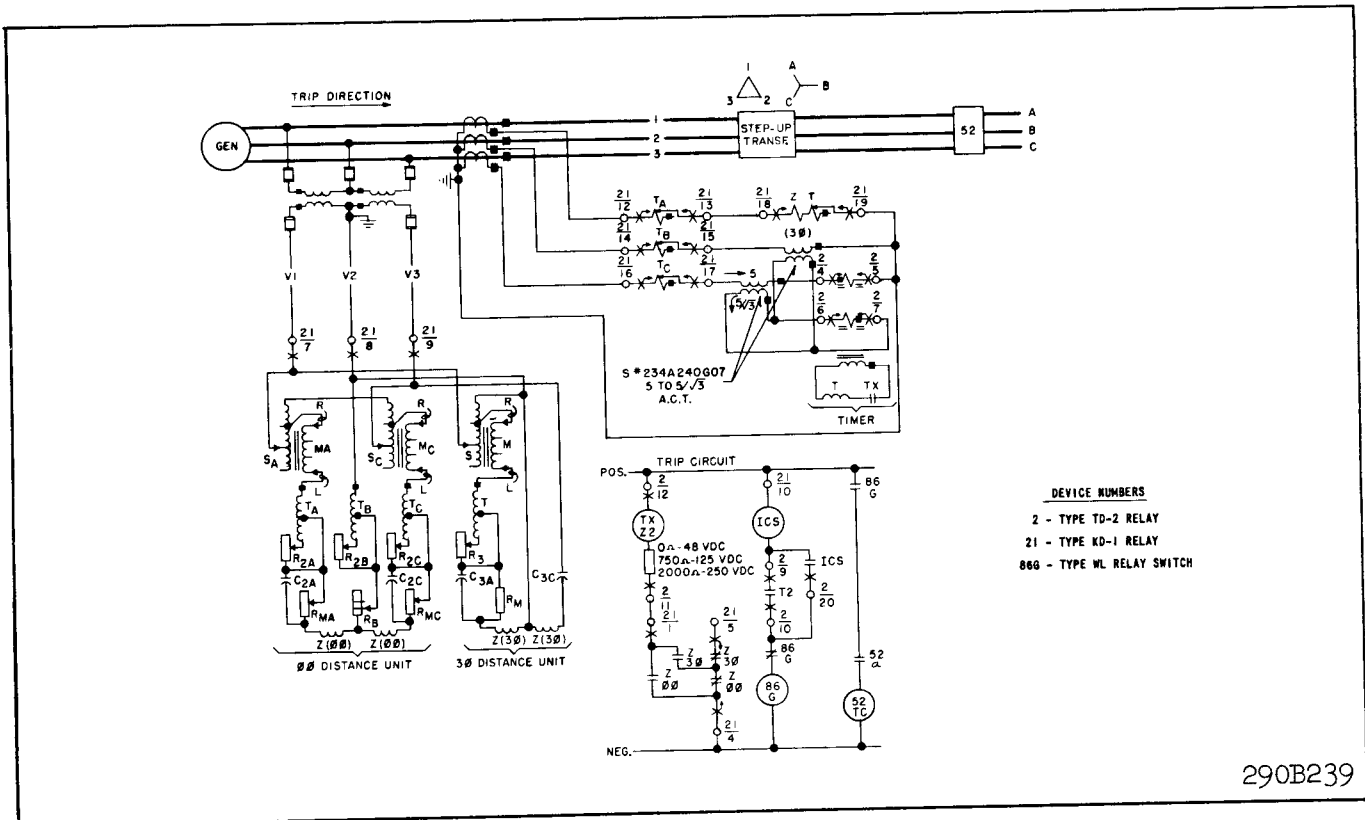 TRIP DIRECTION
GEN
1
3 2
A
B
C
1
2
3
STEP-UP
TRANSF.
52
A
B
C
21
12
TA
21
13
21
18
Z T
21
19
21
14
TB
21
15
(3Ø)
21
16
TC
21
17
5
5/√3
2
4
2
5
2
6
2
7
S#234A240G07
5 TO 5/√3
A.C.T.
T TX
TIMER
V1 V2 V3
21
7
21
8
21
9
R R R
SA MA SC MC S M
L L L
TA TB TC T
R2A R2B R2C R3
C2A C2C C3A C3C
RMA RB RMC RM
Z(ØØ) Z(ØØ) Z(3Ø) Z(3Ø)
ØØ DISTANCE UNIT 3Ø DISTANCE UNIT
TRIP CIRCUIT
POS.
2
12
TX
Z2
0Ω-48 VDC
750Ω-125 VDC
2000Ω-250 VDC
2
11
21
1
21
5
Z
3Ø
Z
3Ø
Z
ØØ
Z
ØØ
21
4
NEG.
21
10
ICS
2
9
ICS
T2
2
20
2
10
86
G
86
G
86
G
52
a
52
TC
DEVICE NUMBERS
2 - TYPE TD-2 RELAY
21 - TYPE KD-1 RELAY
86G - TYPE WL RELAY SWITCH
290B239